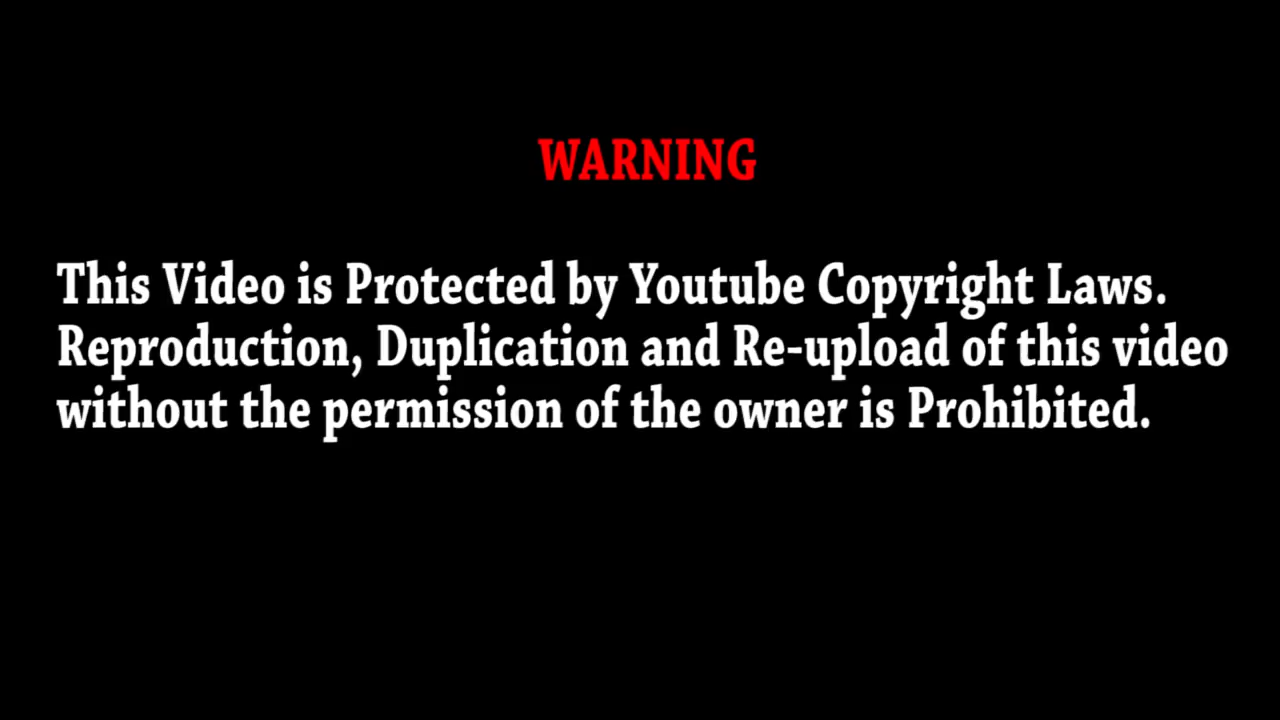 WARNING
This Video is Protected by Youtube Copyright Laws.
Reproduction, Duplication and Re-upload of this video
without the permission of the owner is Prohibited.